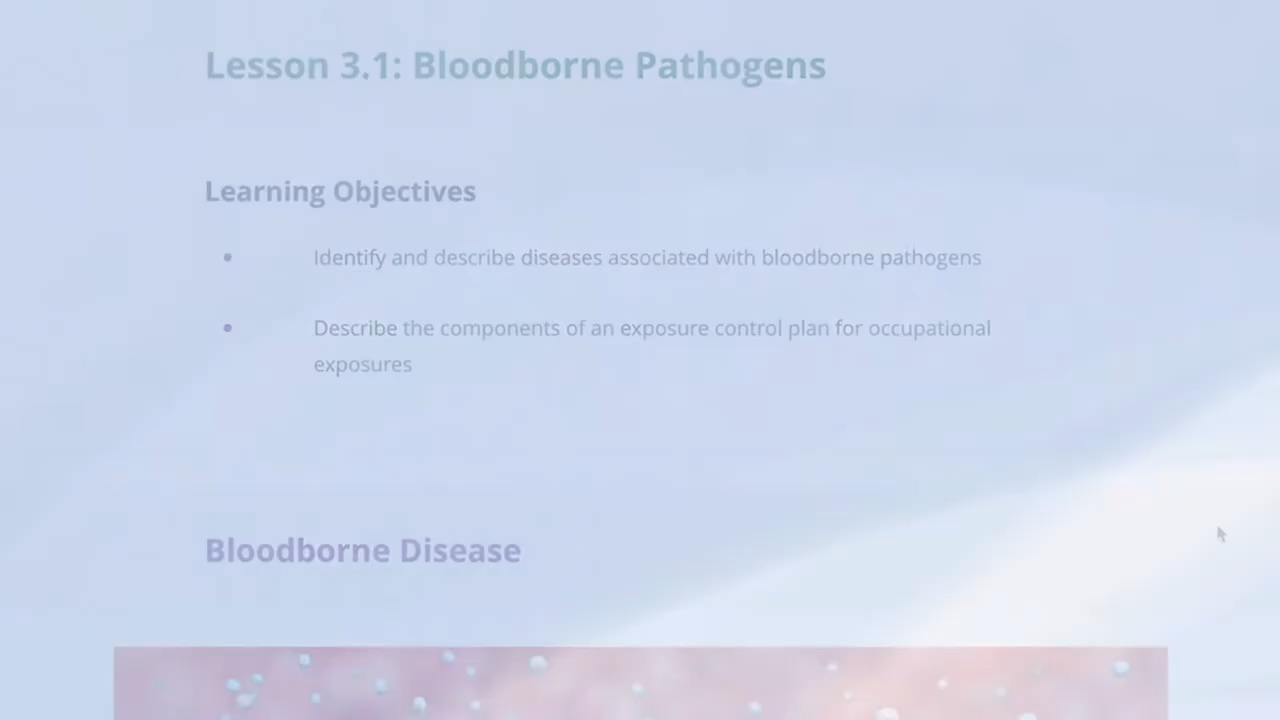 Lesson 3.1: Bloodborne Pathogens
Learning Objectives
• Identify and describe diseases associated with bloodborne pathogens
• Describe the components of an exposure control plan for occupational
exposures
Bloodborne Disease